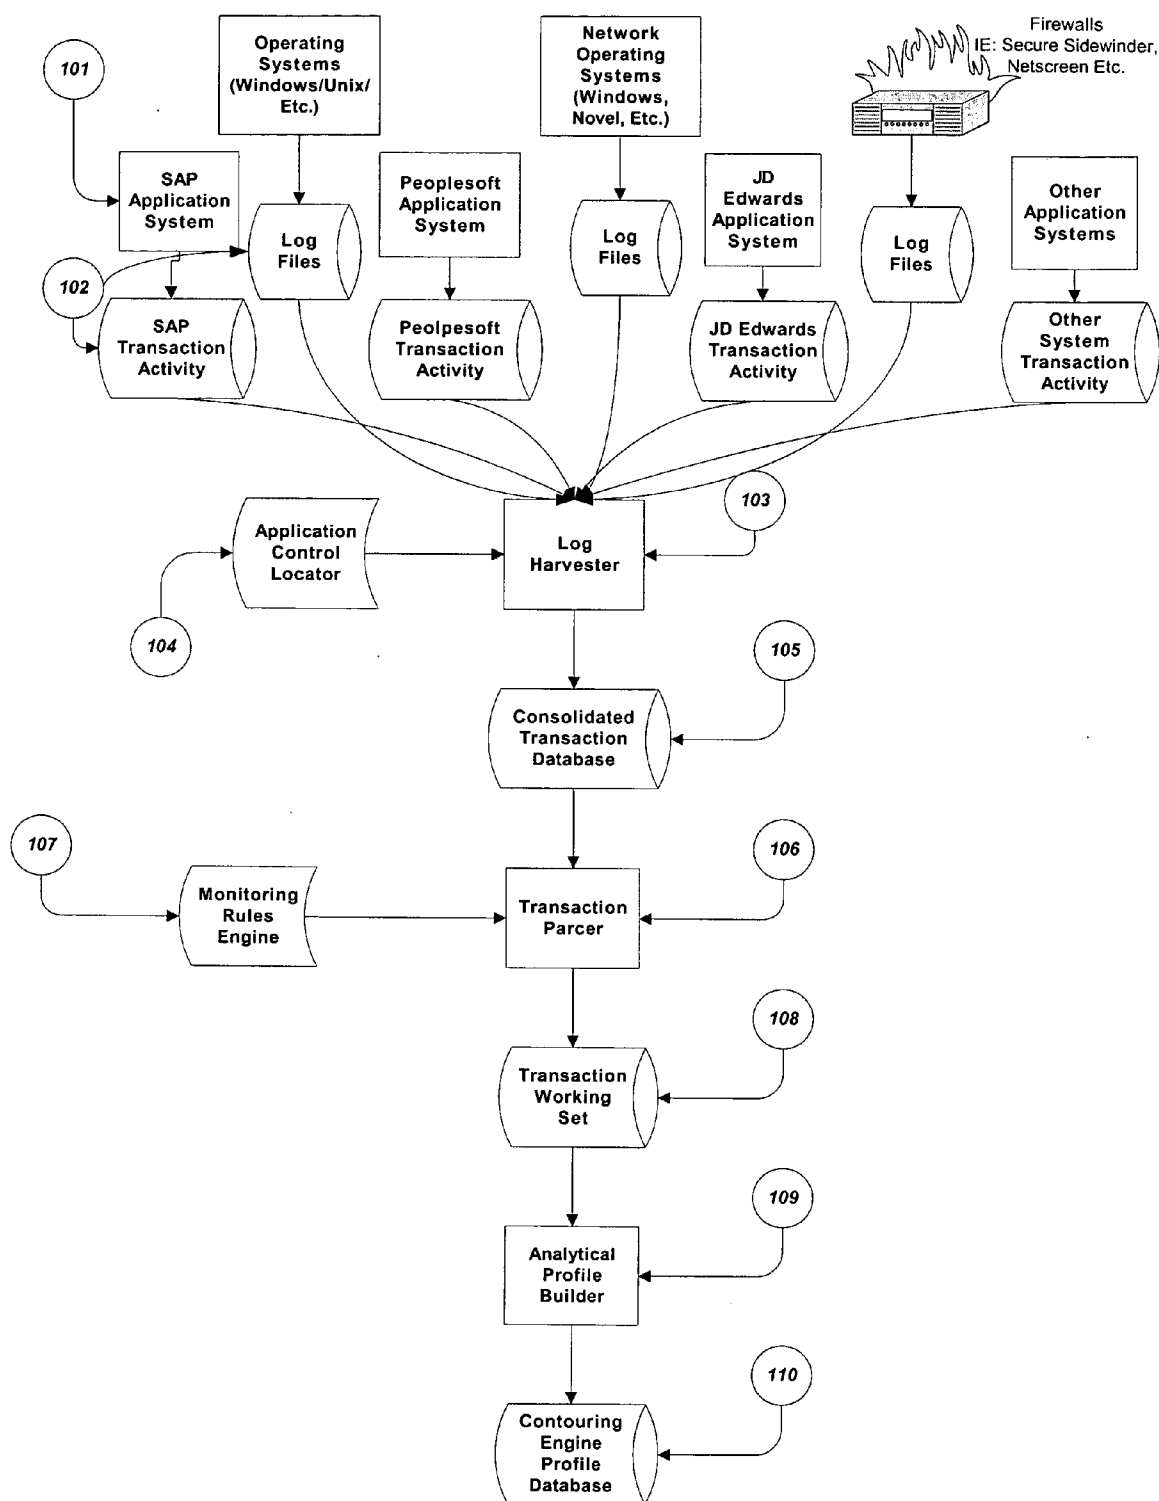 Operating
Systems
(Windows/Unix/
Etc.)
Network
Operating
Systems
(Windows,
Novel, Etc.)
Firewalls
IE: Secure Sidewinder,
Netscreen Etc.
101
SAP
Application
System
Peoplesoft
Application
System
JD
Edwards
Application
System
Other
Application
Systems
Log
Files
Log
Files
Log
Files
102
SAP
Transaction
Activity
Peolpesoft
Transaction
Activity
JD Edwards
Transaction
Activity
Other
System
Transaction
Activity
103
Application
Control
Locator
Log
Harvester
104
105
Consolidated
Transaction
Database
106
107
Monitoring
Rules
Engine
Transaction
Parcer
108
Transaction
Working
Set
109
Analytical
Profile
Builder
110
Contouring
Engine
Profile
Database